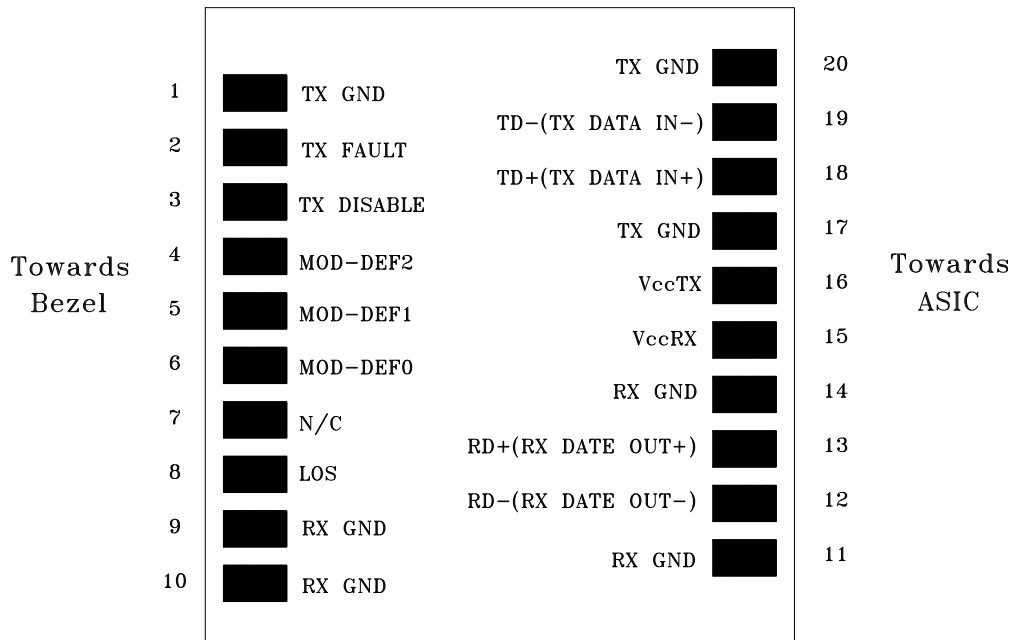 1 TX GND
2 TX FAULT
3 TX DISABLE
4 MOD-DEF2
5 MOD-DEF1
6 MOD-DEF0
7 N/C
8 LOS
9 RX GND
10 RX GND
Towards
Bezel
TX GND 20
TD-(TX DATA IN-) 19
TD+(TX DATA IN+) 18
TX GND 17
VccTX 16
VccRX 15
RX GND 14
RD+(RX DATE OUT+) 13
RD-(RX DATE OUT-) 12
RX GND 11
Towards
ASIC